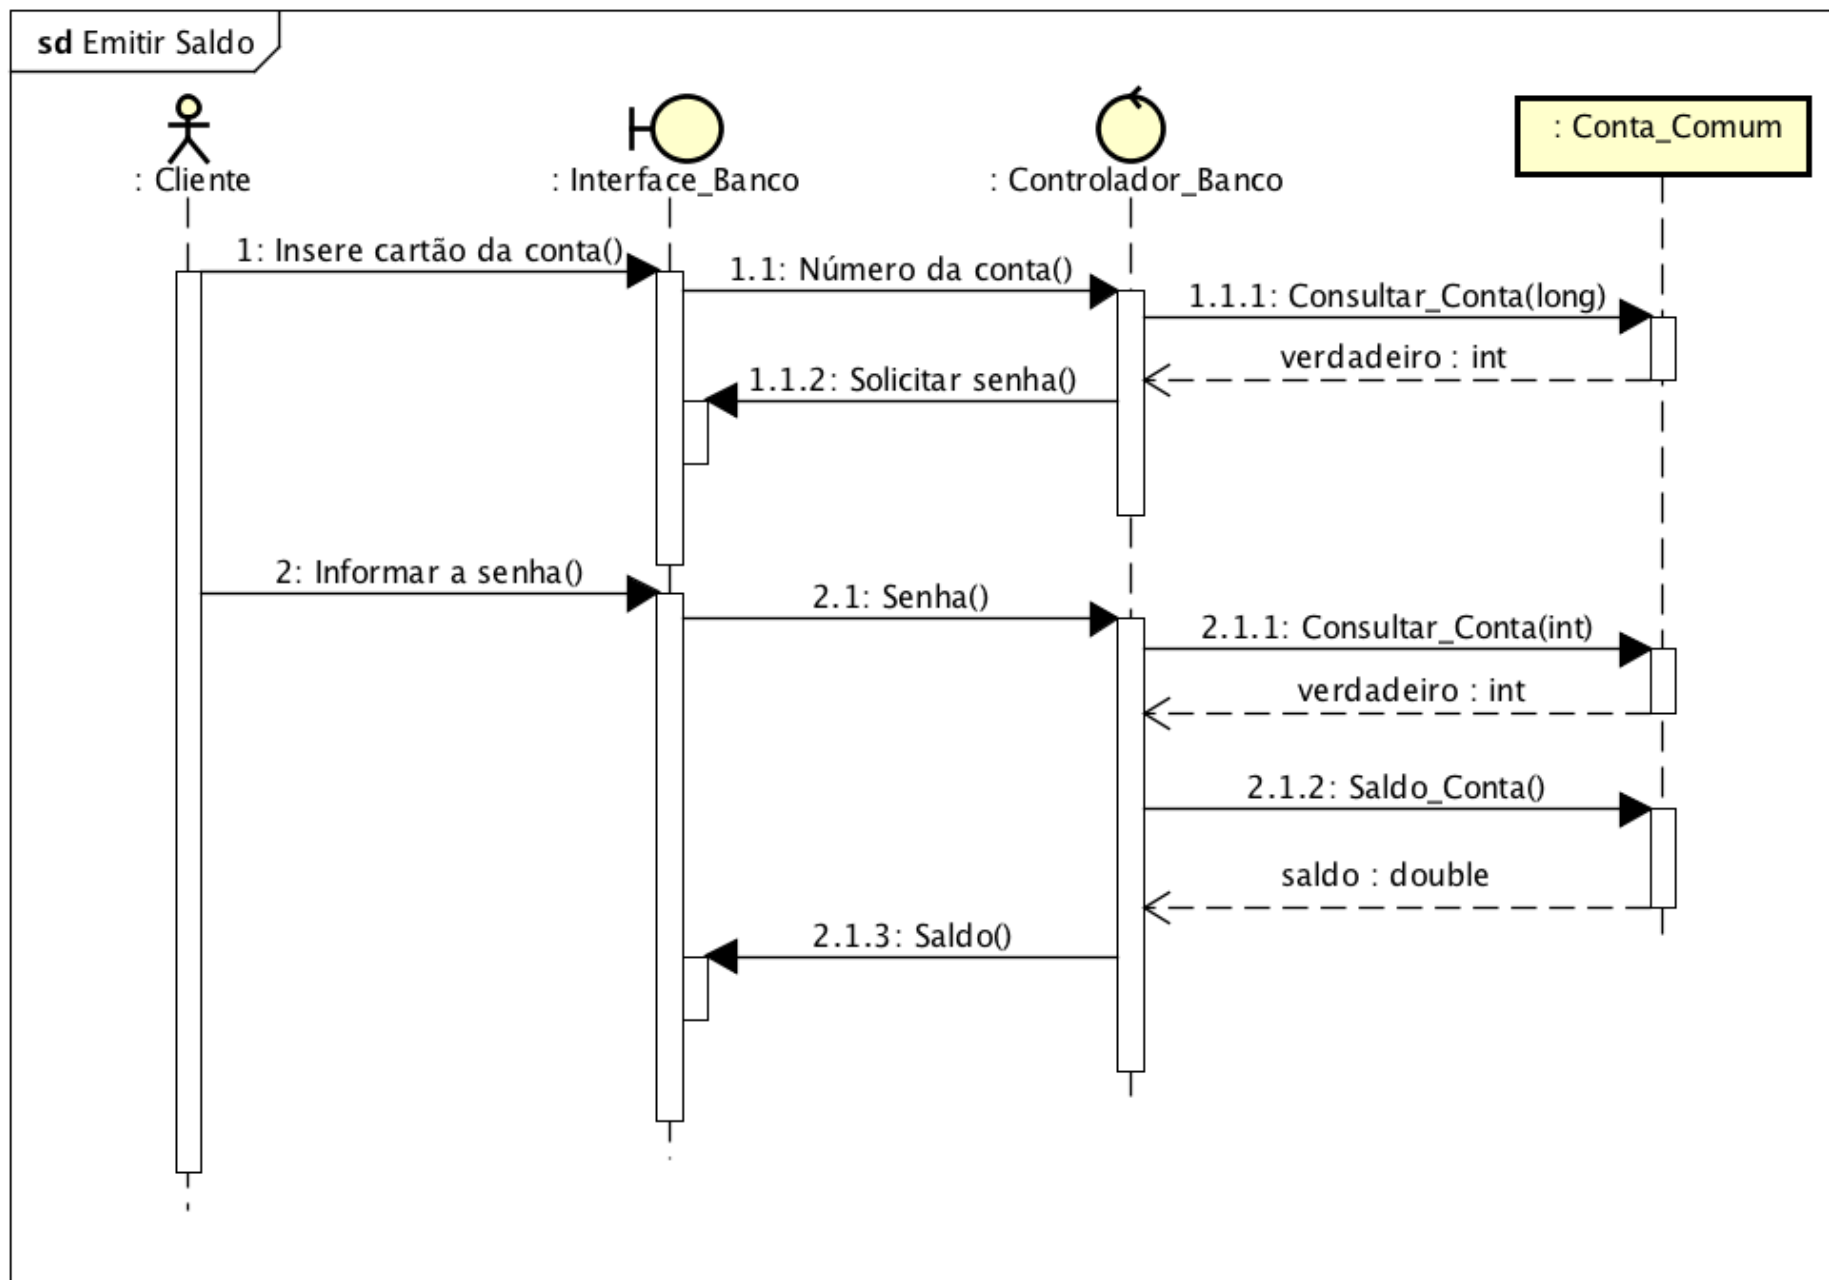 sd Emitir Saldo
: Cliente
: Interface_Banco
: Controlador_Banco
: Conta_Comum
1: Insere cartão da conta()
1.1: Número da conta()
1.1.1: Consultar_Conta(long)
verdadeiro : int
1.1.2: Solicitar senha()
2: Informar a senha()
2.1: Senha()
2.1.1: Consultar_Conta(int)
verdadeiro : int
2.1.2: Saldo_Conta()
saldo : double
2.1.3: Saldo()